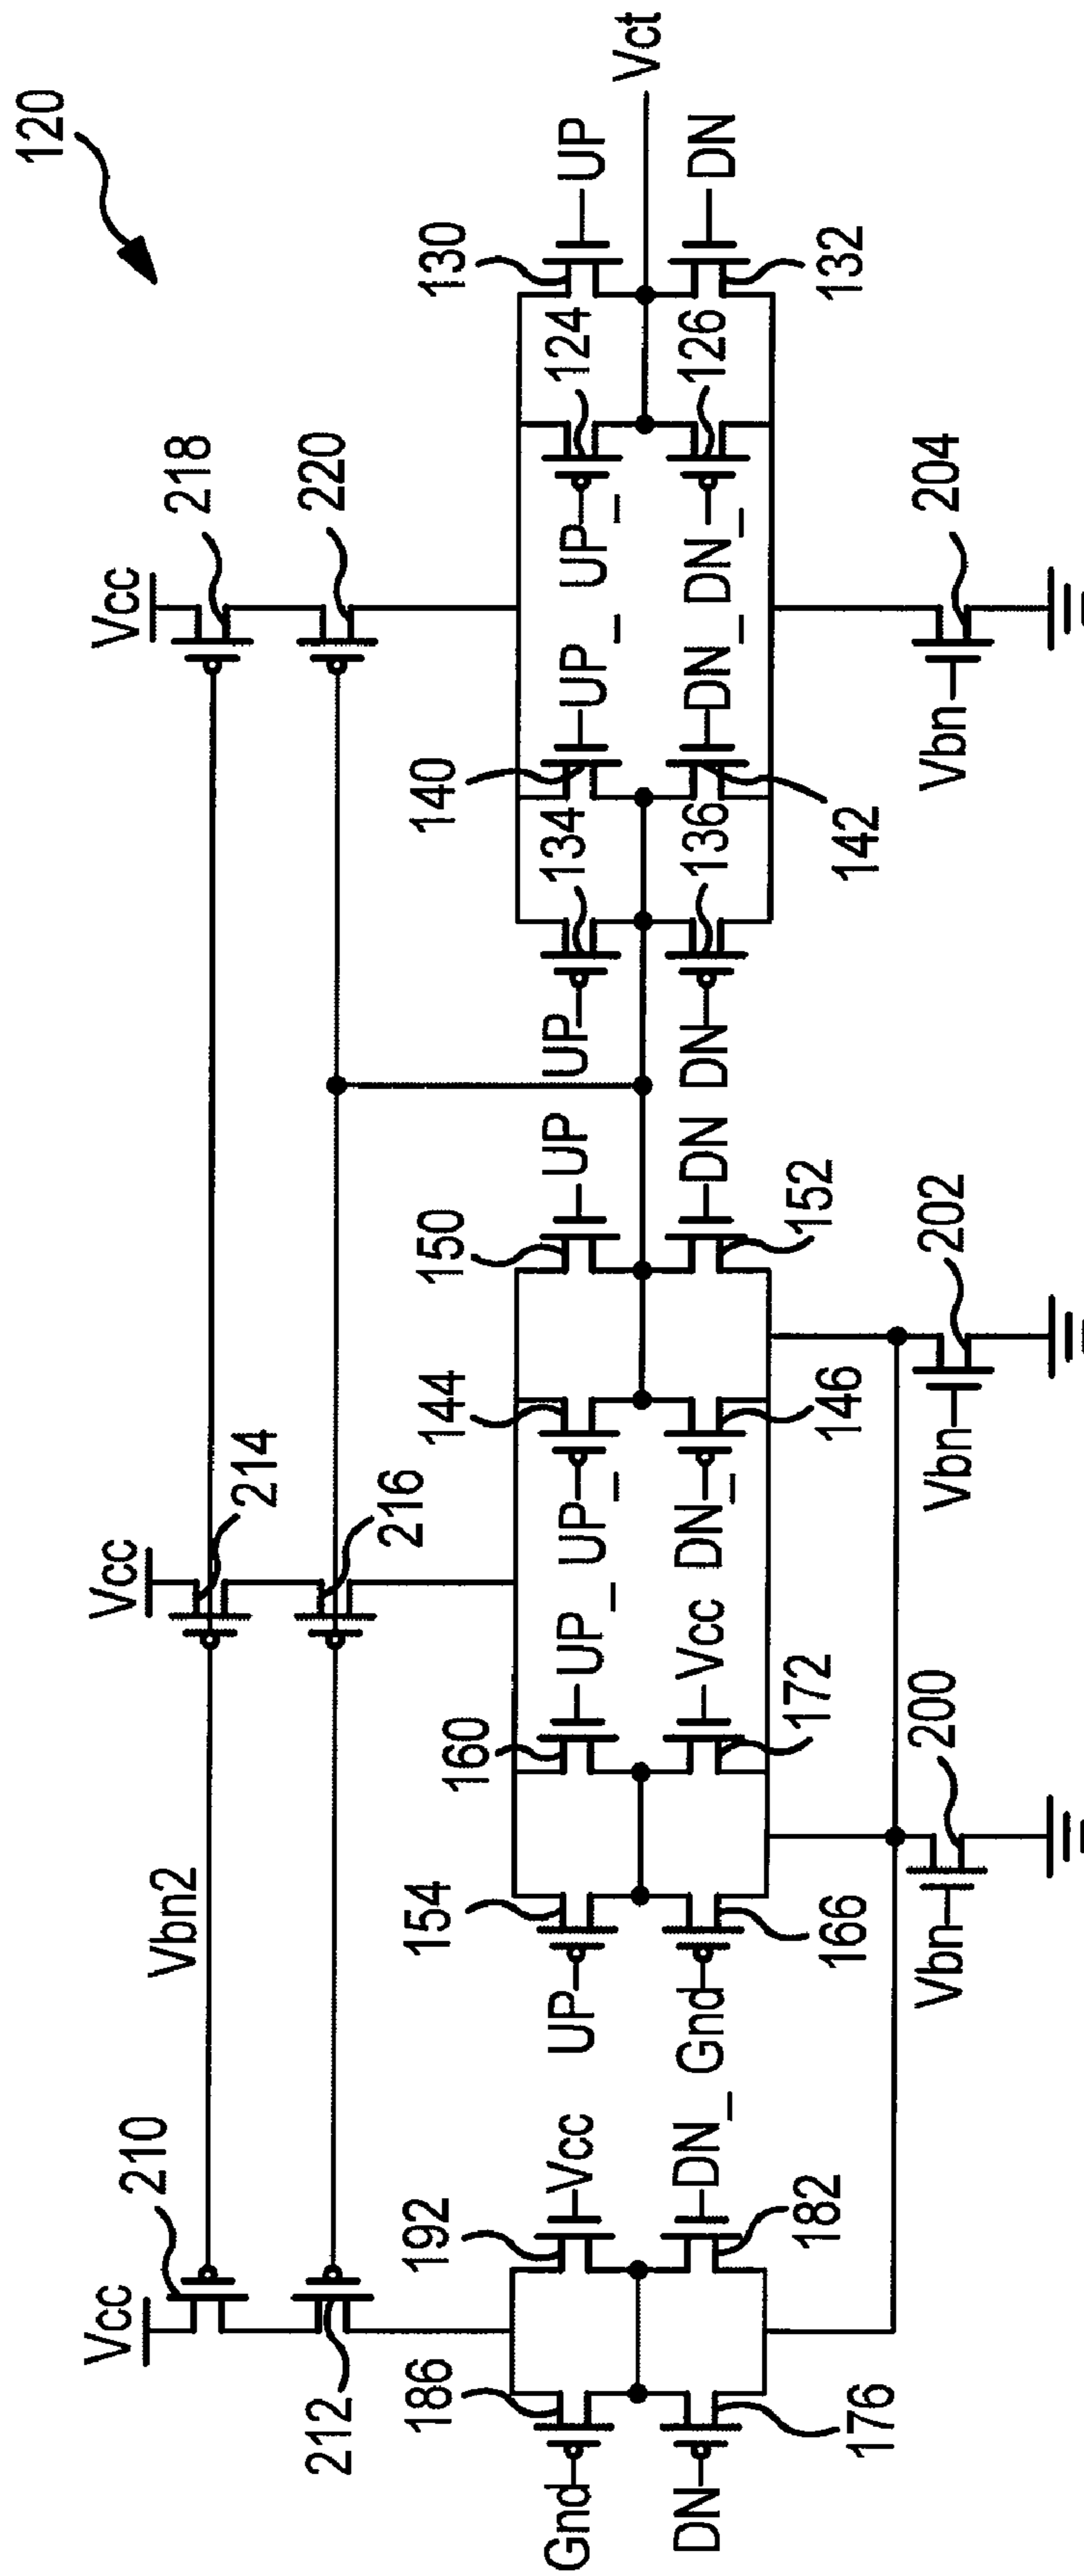 120
Vcc
210
Vbn2
Vcc
214
Vcc
218
212
216
220
186
Gnd
192
Vcc
154
UP
160
UP_
144
UP_
150
UP
134
UP
140
UP_
124
UP_
130
UP
Vct
DN
176
DN_
182
Gnd
166
Vcc
172
DN_
146
DN
152
DN
136
DN_
142
DN_
126
DN
132
Vbn
200
Vbn
202
Vbn
204